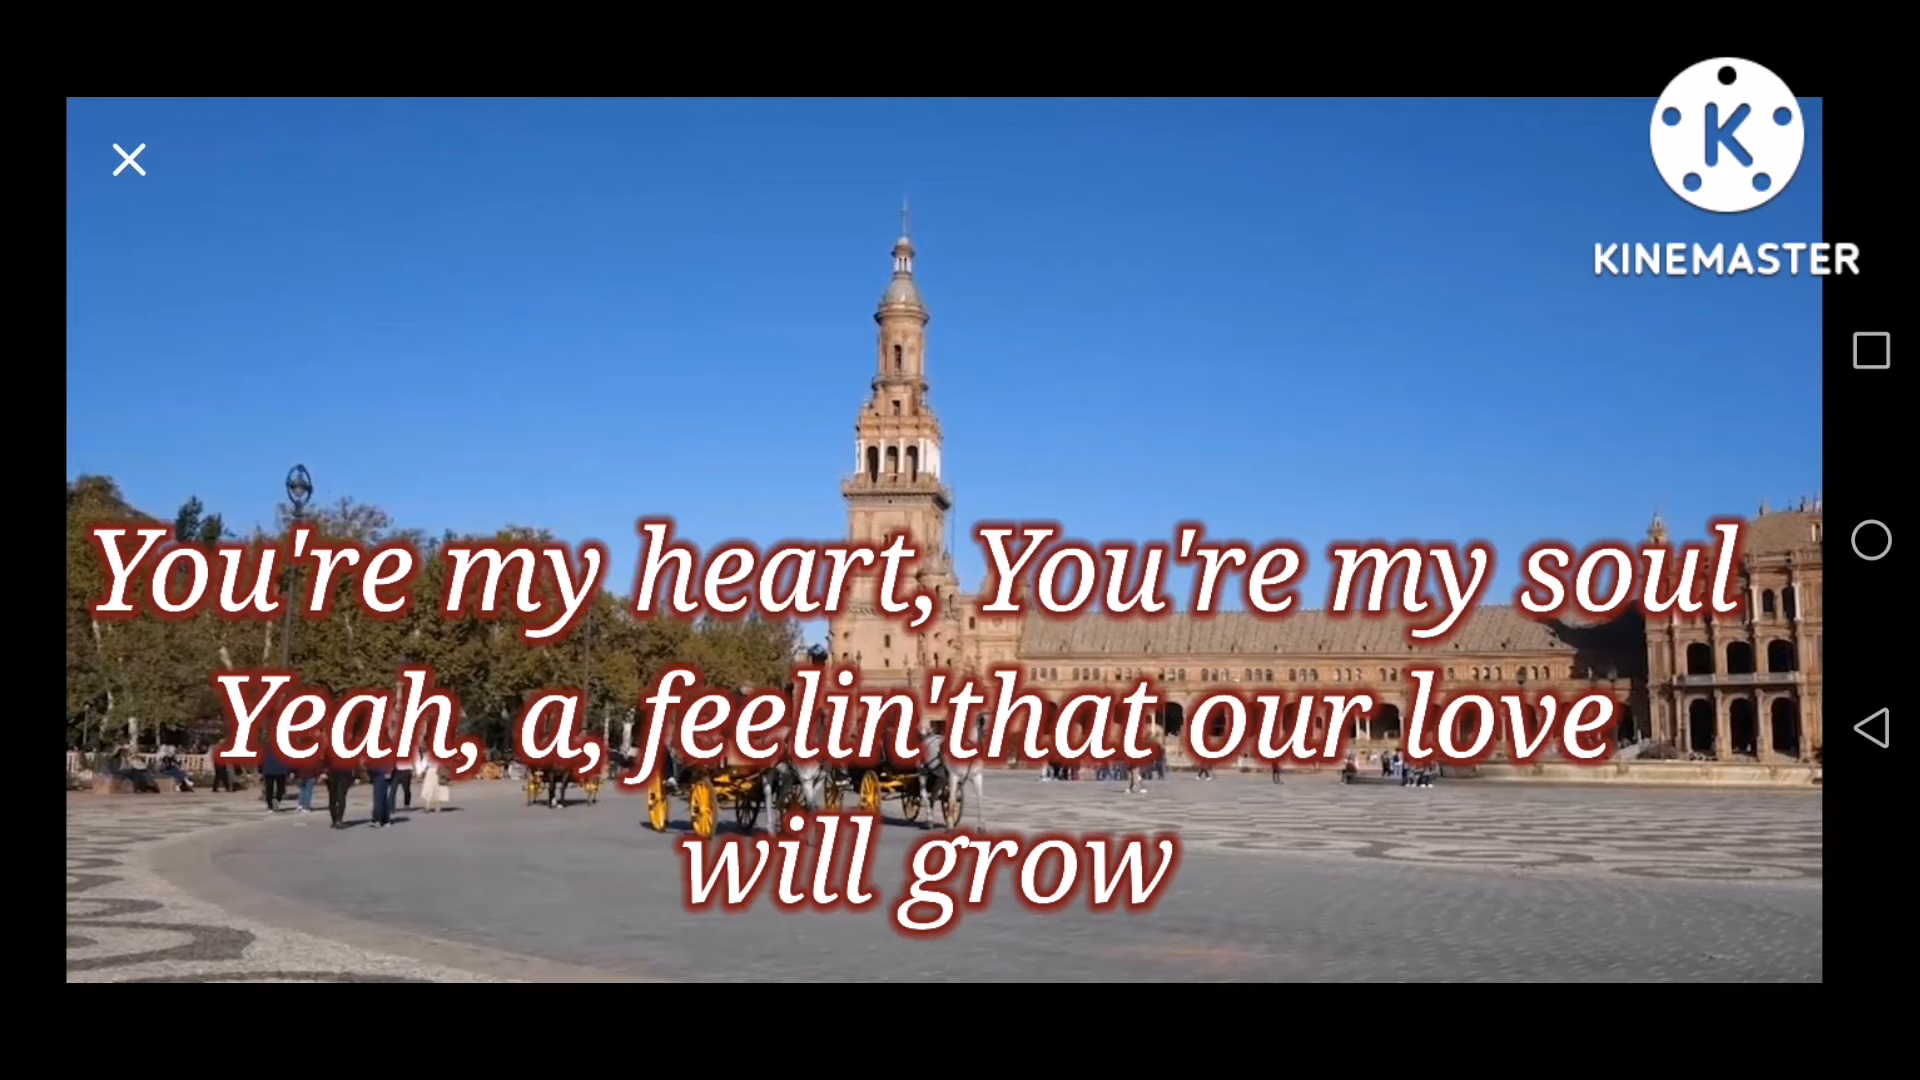 K
KINEMASTER
You're my heart, You're my soul
Yeah, a, feelin'that our love
will grow